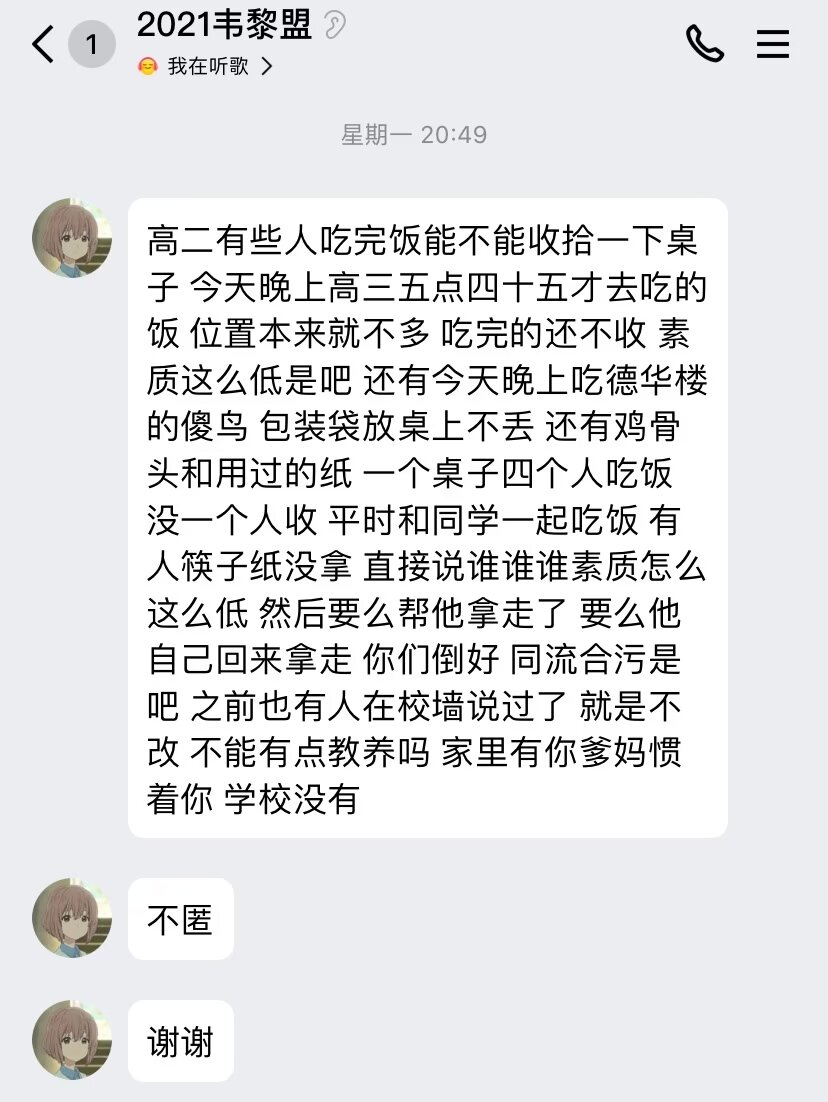 1
2021韦黎盟
我在听歌
星期一 20:49
高二有些人吃完饭能不能收拾一下桌
子 今天晚上高三五点四十五才去吃的
饭 位置本来就不多 吃完的还不收 素
质这么低是吧 还有今天晚上吃德华楼
的傻鸟 包装袋放桌上不丢 还有鸡骨
头和用过的纸 一个桌子四个人吃饭
没一个人收 平时和同学一起吃饭 有
人筷子纸没拿 直接说谁谁谁素质怎么
这么低 然后要么帮他拿走了 要么他
自己回来拿走 你们倒好 同流合污是
吧 之前也有人在校墙说过了 就是不
改 不能有点教养吗 家里有你爹妈惯
着你 学校没有
不匿
谢谢